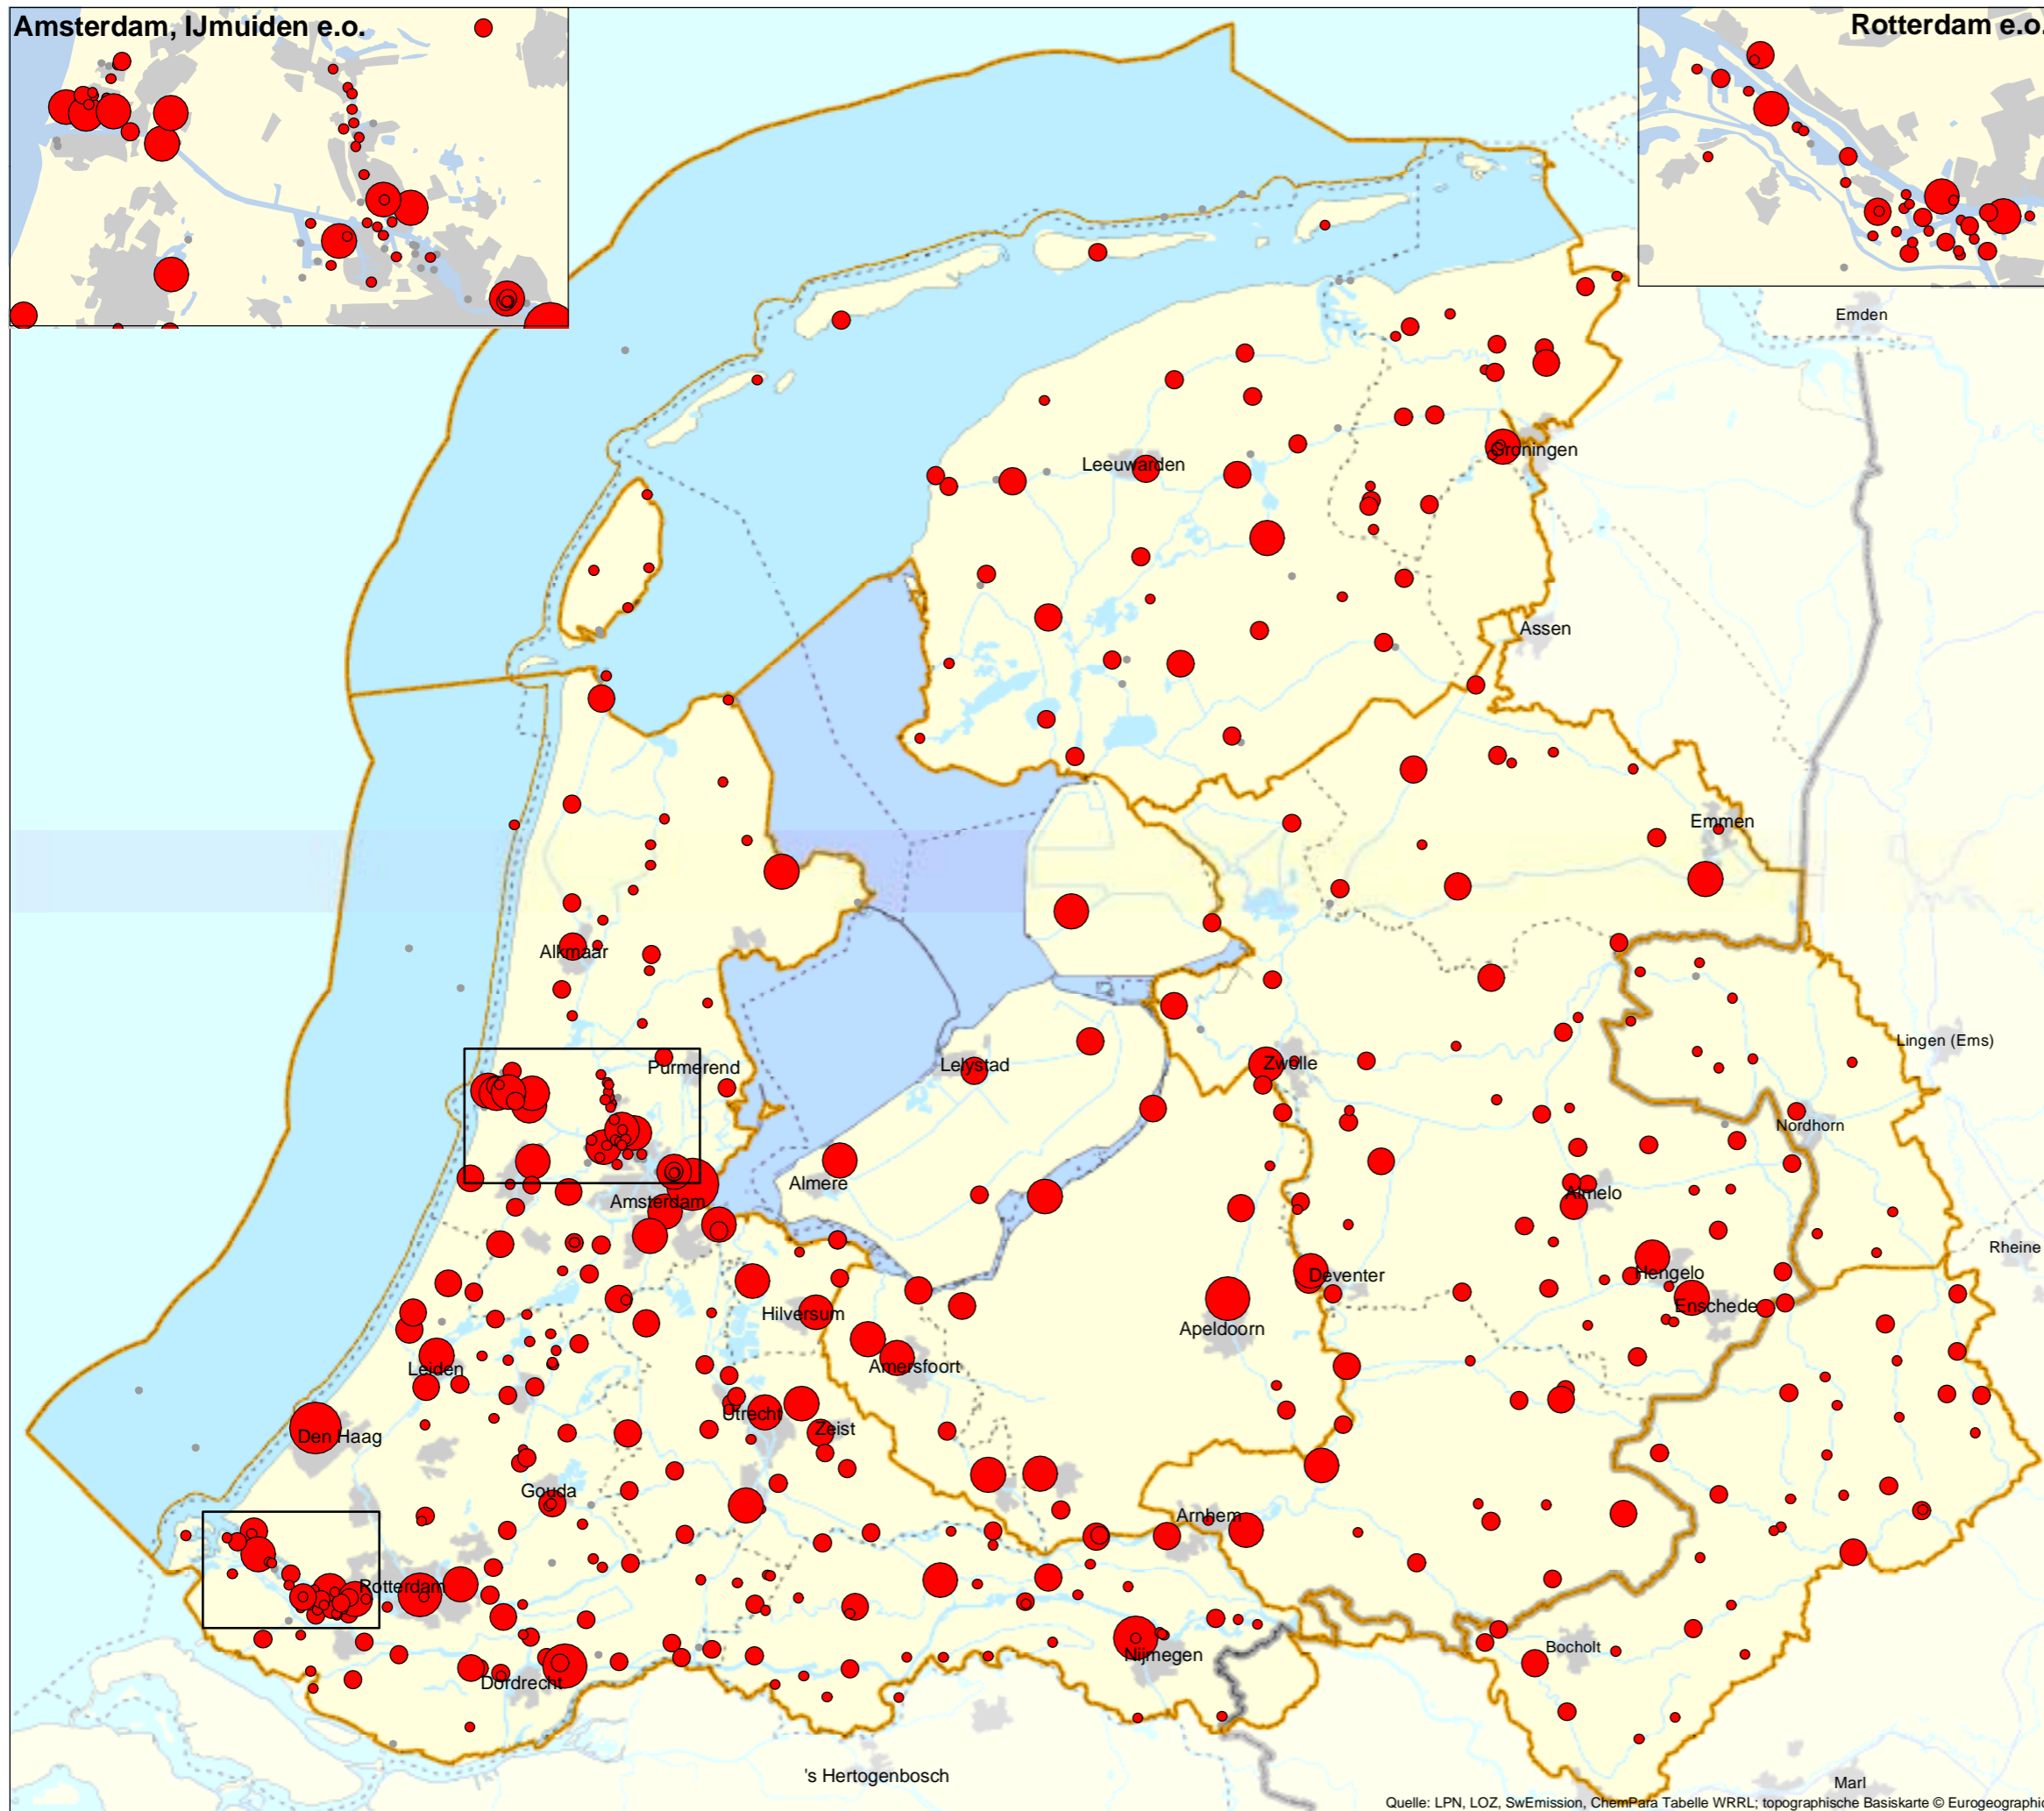 Amsterdam, IJmuiden e.o.
Rotterdam e.o.
Emden
Groningen
Leeuwarden
Assen
Emmen
Alkmaar
Lingen (Ems)
Purmerend
Lelystad
Zwolle
Nordhorn
Almere
Almelo
Amsterdam
Rheine
Deventer
Hengelo
Hilversum
Enschede
Apeldoorn
Leiden
Amersfoort
Utrecht
Zeist
Den Haag
Gouda
Arnhem
Rotterdam
Bocholt
Nijmegen
Dordrecht
's Hertogenbosch
Marl
Quelle: LPN, LOZ, SwEmission, ChemPara Tabelle WRRL; topographische Basiskarte © Eurogeographi